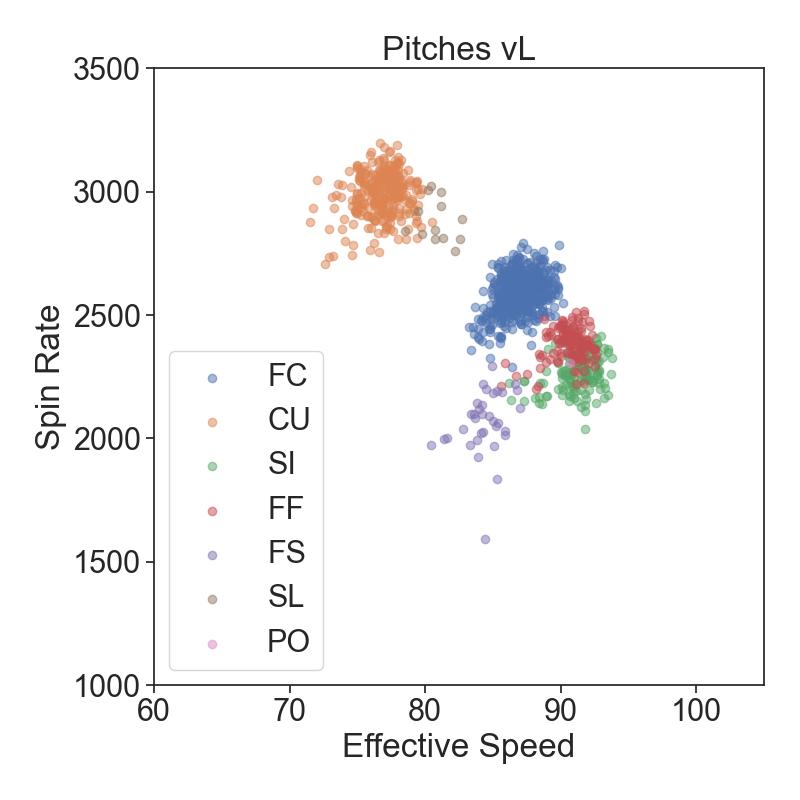 Pitches vL
3500
3000
2500
2000
1500
1000
Spin Rate
FC
CU
SI
FF
FS
SL
PO
60 70 80 90 100
Effective Speed